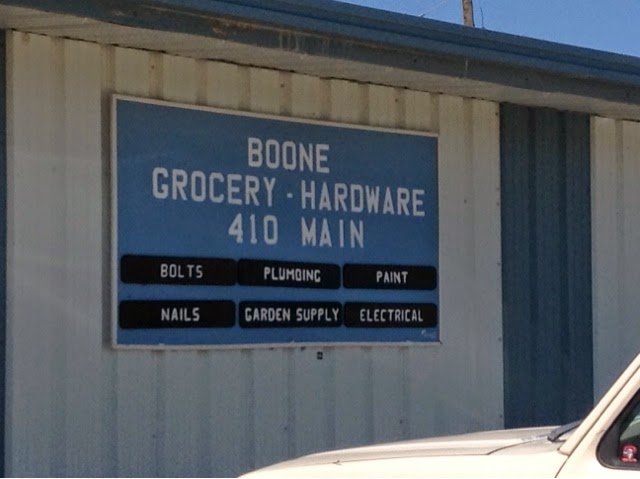 BOONE
GROCERY - HARDWARE
410 MAIN
BOLTS PLUMBING PAINT
NAILS GARDEN SUPPLY ELECTRICAL